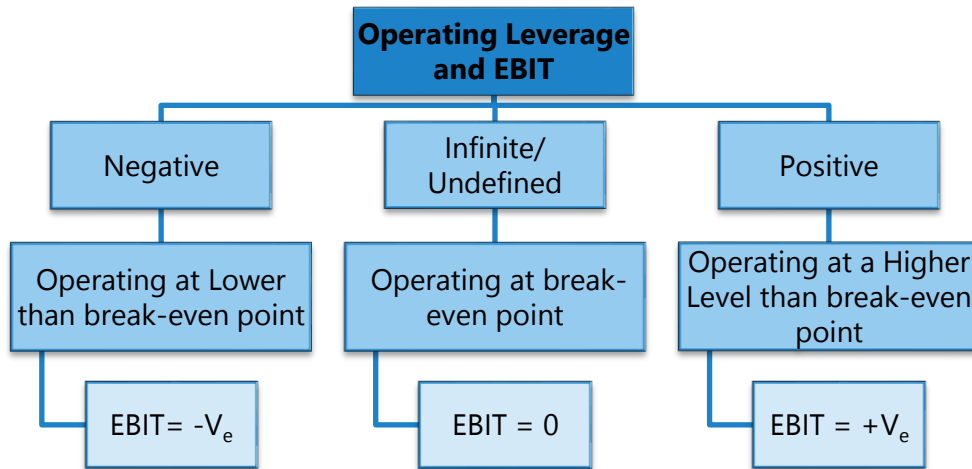 Operating Leverage
and EBIT
Negative
Infinite/
Undefined
Positive
Operating at Lower
than break-even point
Operating at break-
even point
Operating at a Higher
Level than break-even
point
EBIT= -Vₑ
EBIT = 0
EBIT = +Vₑ